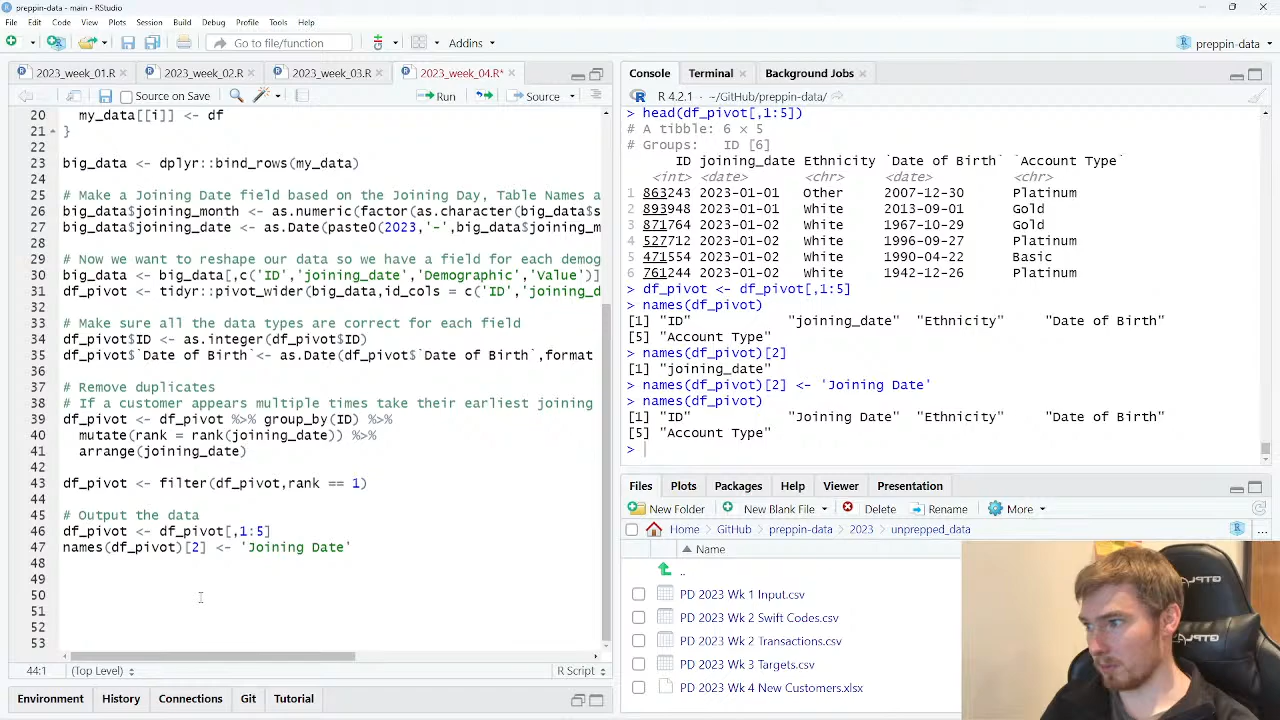 preppin-data - main - RStudio
File Edit Code View Plots Session Build Debug Profile Tools Help
Go to file/function Addins preppin-data
2023_week_01.R 2023_week_02.R 2023_week_03.R 2023_week_04.R*
Source on Save Run Source
20 my_data[[i]] <- df
21 }
22
23 big_data <- dplyr::bind_rows(my_data)
24
25 # Make a Joining Date field based on the Joining Day, Table Names a
26 big_data$joining_month <- as.numeric(factor(as.character(big_data$s
27 big_data$joining_date <- as.Date(paste0(2023,'-',big_data$joining_m
28
29 # Now we want to reshape our data so we have a field for each demog
30 big_data <- big_data[,c('ID','joining_date','Demographic','Value')]
31 df_pivot <- tidyr::pivot_wider(big_data,id_cols = c('ID','joining_d
32
33 # Make sure all the data types are correct for each field
34 df_pivot$ID <- as.integer(df_pivot$ID)
35 df_pivot$`Date of Birth`<- as.Date(df_pivot$`Date of Birth`,format
36
37 # Remove duplicates
38 # If a customer appears multiple times take their earliest joining
39 df_pivot <- df_pivot %>% group_by(ID) %>%
40 mutate(rank = rank(joining_date)) %>%
41 arrange(joining_date)
42
43 df_pivot <- filter(df_pivot,rank == 1)
44
45 # Output the data
46 df_pivot <- df_pivot[,1:5]
47 names(df_pivot)[2] <- 'Joining Date'
48
49
50
51
52
53
44:1 (Top Level) R Script
Environment History Connections Git Tutorial
Console Terminal Background Jobs
R 4.2.1 · ~/GitHub/preppin-data/
> head(df_pivot[,1:5])
# A tibble: 6 × 5
# Groups: ID [6]
ID joining_date Ethnicity `Date of Birth` `Account Type`
<int> <date> <chr> <date> <chr>
1 863243 2023-01-01 Other 2007-12-30 Platinum
2 893948 2023-01-01 White 2013-09-01 Gold
3 871764 2023-01-02 White 1967-10-29 Gold
4 527712 2023-01-02 White 1996-09-27 Platinum
5 471554 2023-01-02 White 1990-04-22 Basic
6 761244 2023-01-02 White 1942-12-26 Platinum
> df_pivot <- df_pivot[,1:5]
> names(df_pivot)
[1] "ID" "joining_date" "Ethnicity" "Date of Birth"
[5] "Account Type"
> names(df_pivot)[2]
[1] "joining_date"
> names(df_pivot)[2] <- 'Joining Date'
> names(df_pivot)
[1] "ID" "Joining Date" "Ethnicity" "Date of Birth"
[5] "Account Type"
>
Files Plots Packages Help Viewer Presentation
New Folder New Blank File Delete Rename More
Home GitHub preppin-data 2023 unprepped_data
Name
..
PD 2023 Wk 1 Input.csv
PD 2023 Wk 2 Swift Codes.csv
PD 2023 Wk 2 Transactions.csv
PD 2023 Wk 3 Targets.csv
PD 2023 Wk 4 New Customers.xlsx
GTPLAYER